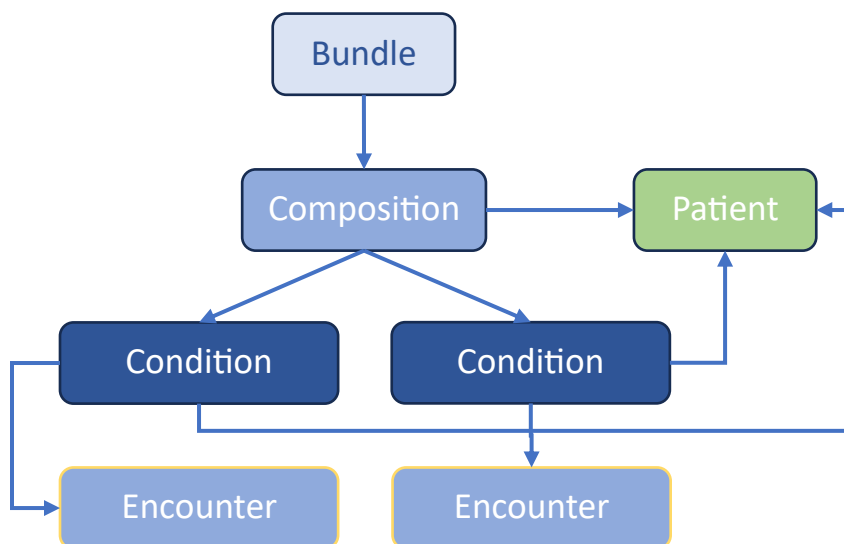 Bundle
Composition
Patient
Condition
Condition
Encounter
Encounter